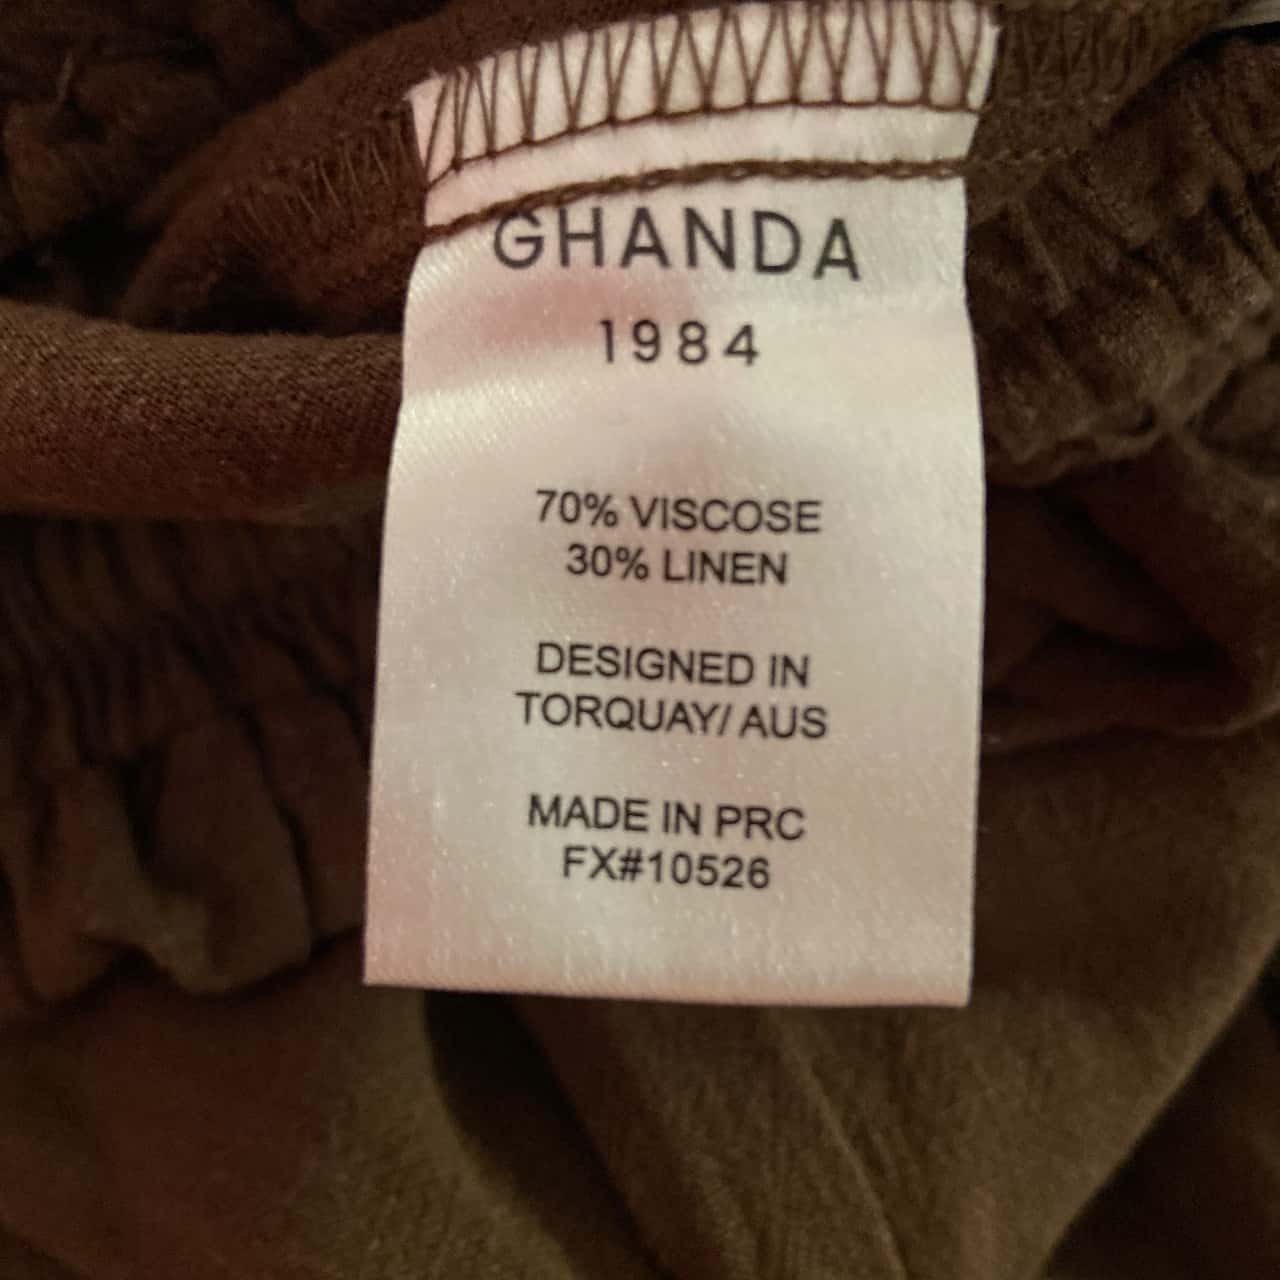 GHANDA
1984
70% VISCOSE
30% LINEN
DESIGNED IN
TORQUAY/ AUS
MADE IN PRC
FX#10526